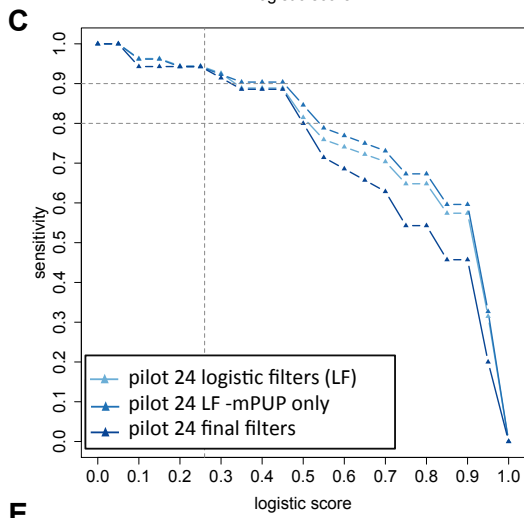 C
1.0
0.9
0.8
0.7
0.6
0.5
0.4
0.3
0.2
0.1
0.0
sensitivity
pilot 24 logistic filters (LF)
pilot 24 LF -mPUP only
pilot 24 final filters
0.0 0.1 0.2 0.3 0.4 0.5 0.6 0.7 0.8 0.9 1.0
logistic score